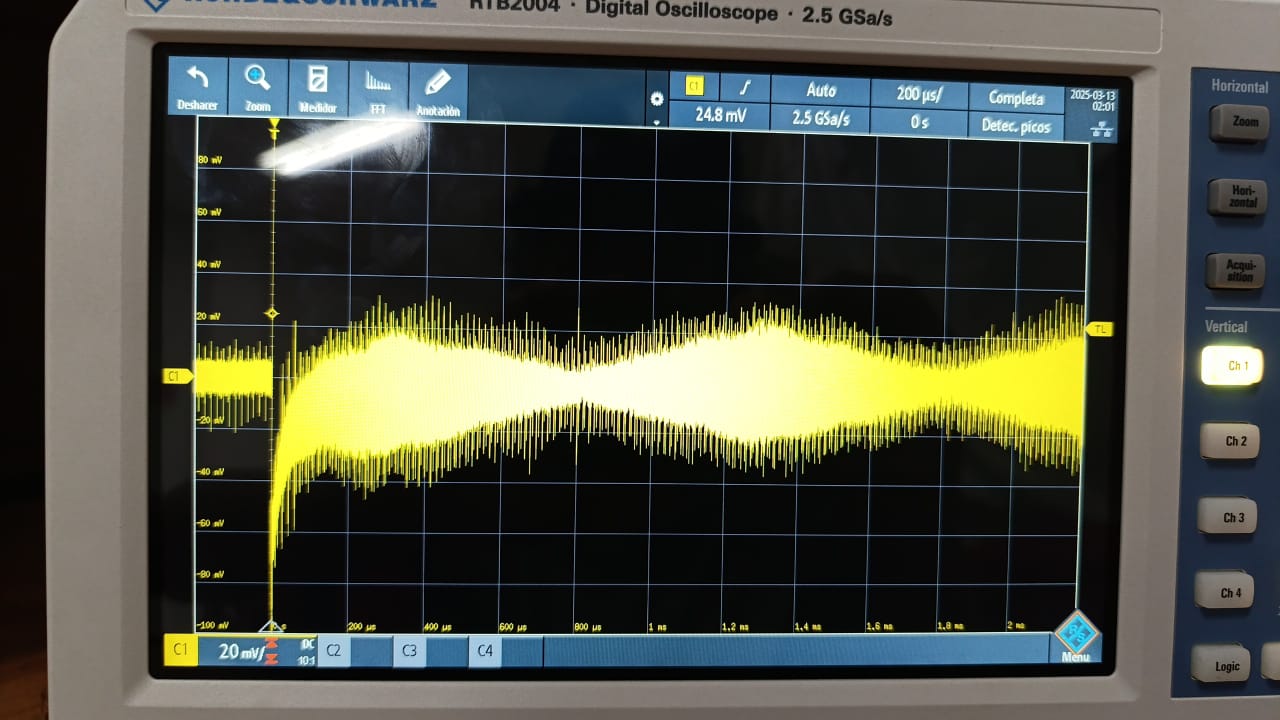 ROHDE&SCHWARZ RTB2004 · Digital Oscilloscope · 2.5 GSa/s
Deshacer Zoom Medidor FFT Anotación
C1 Auto 200 µs/ Completa 2025-03-13
24.8 mV 2.5 GSa/s 0 s Detec. picos 02:01
T
80 mV
60 mV
40 mV
20 mV
TL
C1
-20 mV
-40 mV
-60 mV
-80 mV
-100 mV
s 200 µs 400 µs 600 µs 800 µs 1 ms 1.2 ms 1.4 ms 1.6 ms 1.8 ms 2 ms
C1 20 mV/ DC 10:1 C2 C3 C4 Menu
Horizontal
Zoom
Hori-
zontal
Acqui-
sition
Vertical
Ch 1
Ch 2
Ch 3
Ch 4
Logic